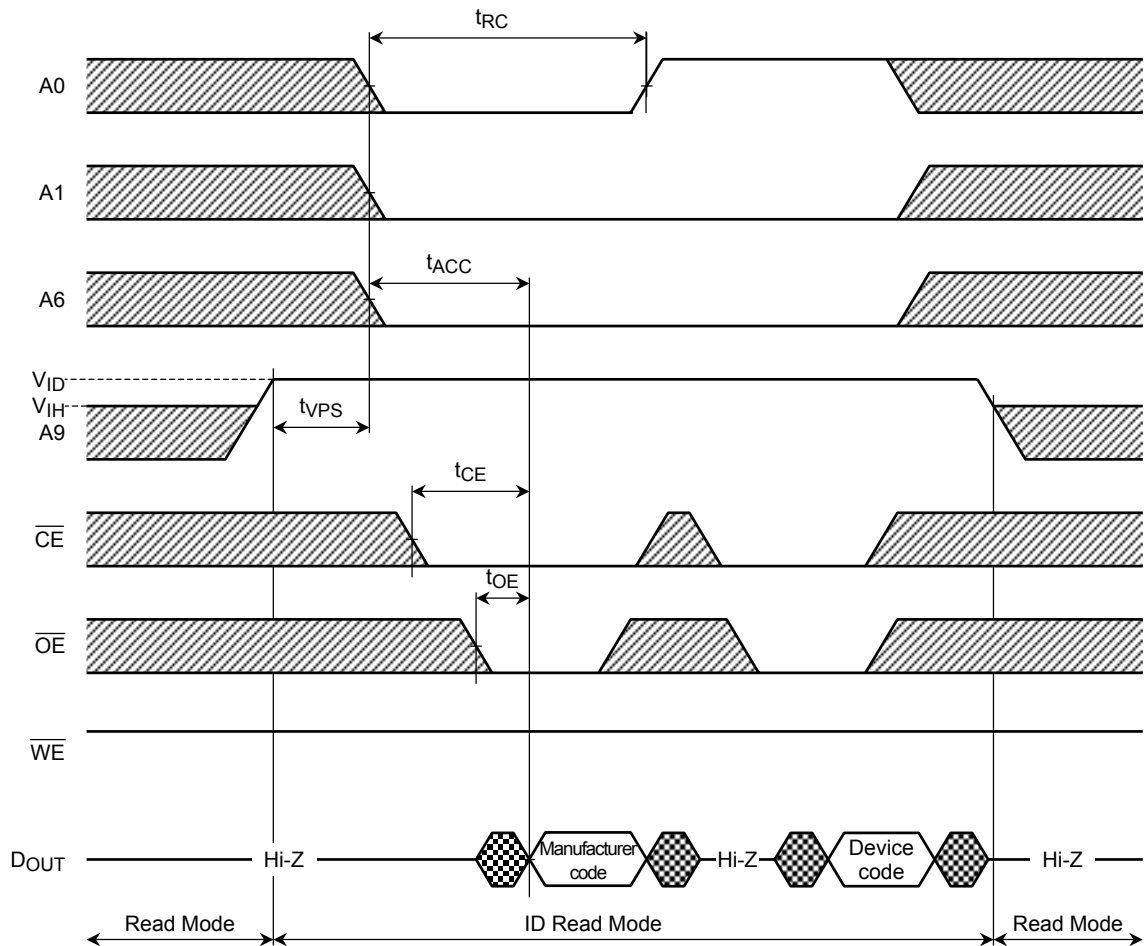 tRC
A0
A1
tACC
A6
VID
VIH
tVPS
A9
tCE
CE
tOE
OE
WE
DOUT
Hi-Z
Manufacturer
code
Hi-Z
Device
code
Hi-Z
Read Mode
ID Read Mode
Read Mode